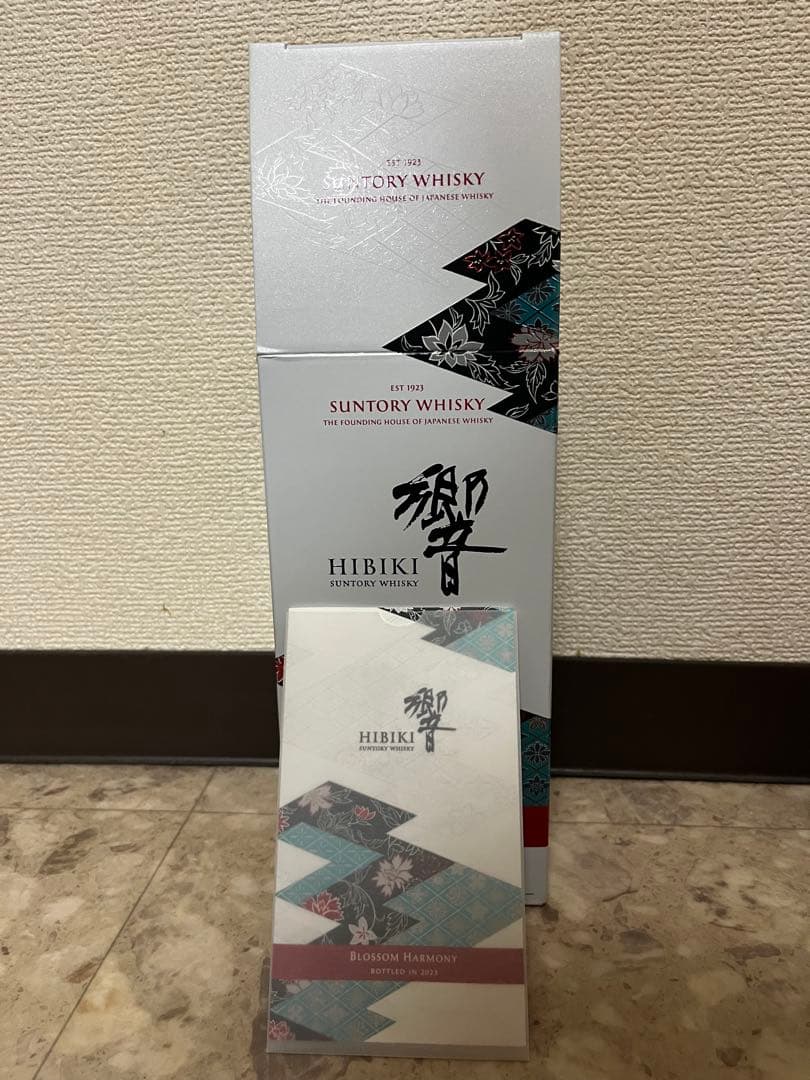 EST 1923
SUNTORY WHISKY
THE FOUNDING HOUSE OF JAPANESE WHISKY
EST 1923
SUNTORY WHISKY
THE FOUNDING HOUSE OF JAPANESE WHISKY
響
HIBIKI
SUNTORY WHISKY
響
HIBIKI
SUNTORY WHISKY
BLOSSOM HARMONY
BOTTLED IN 2023